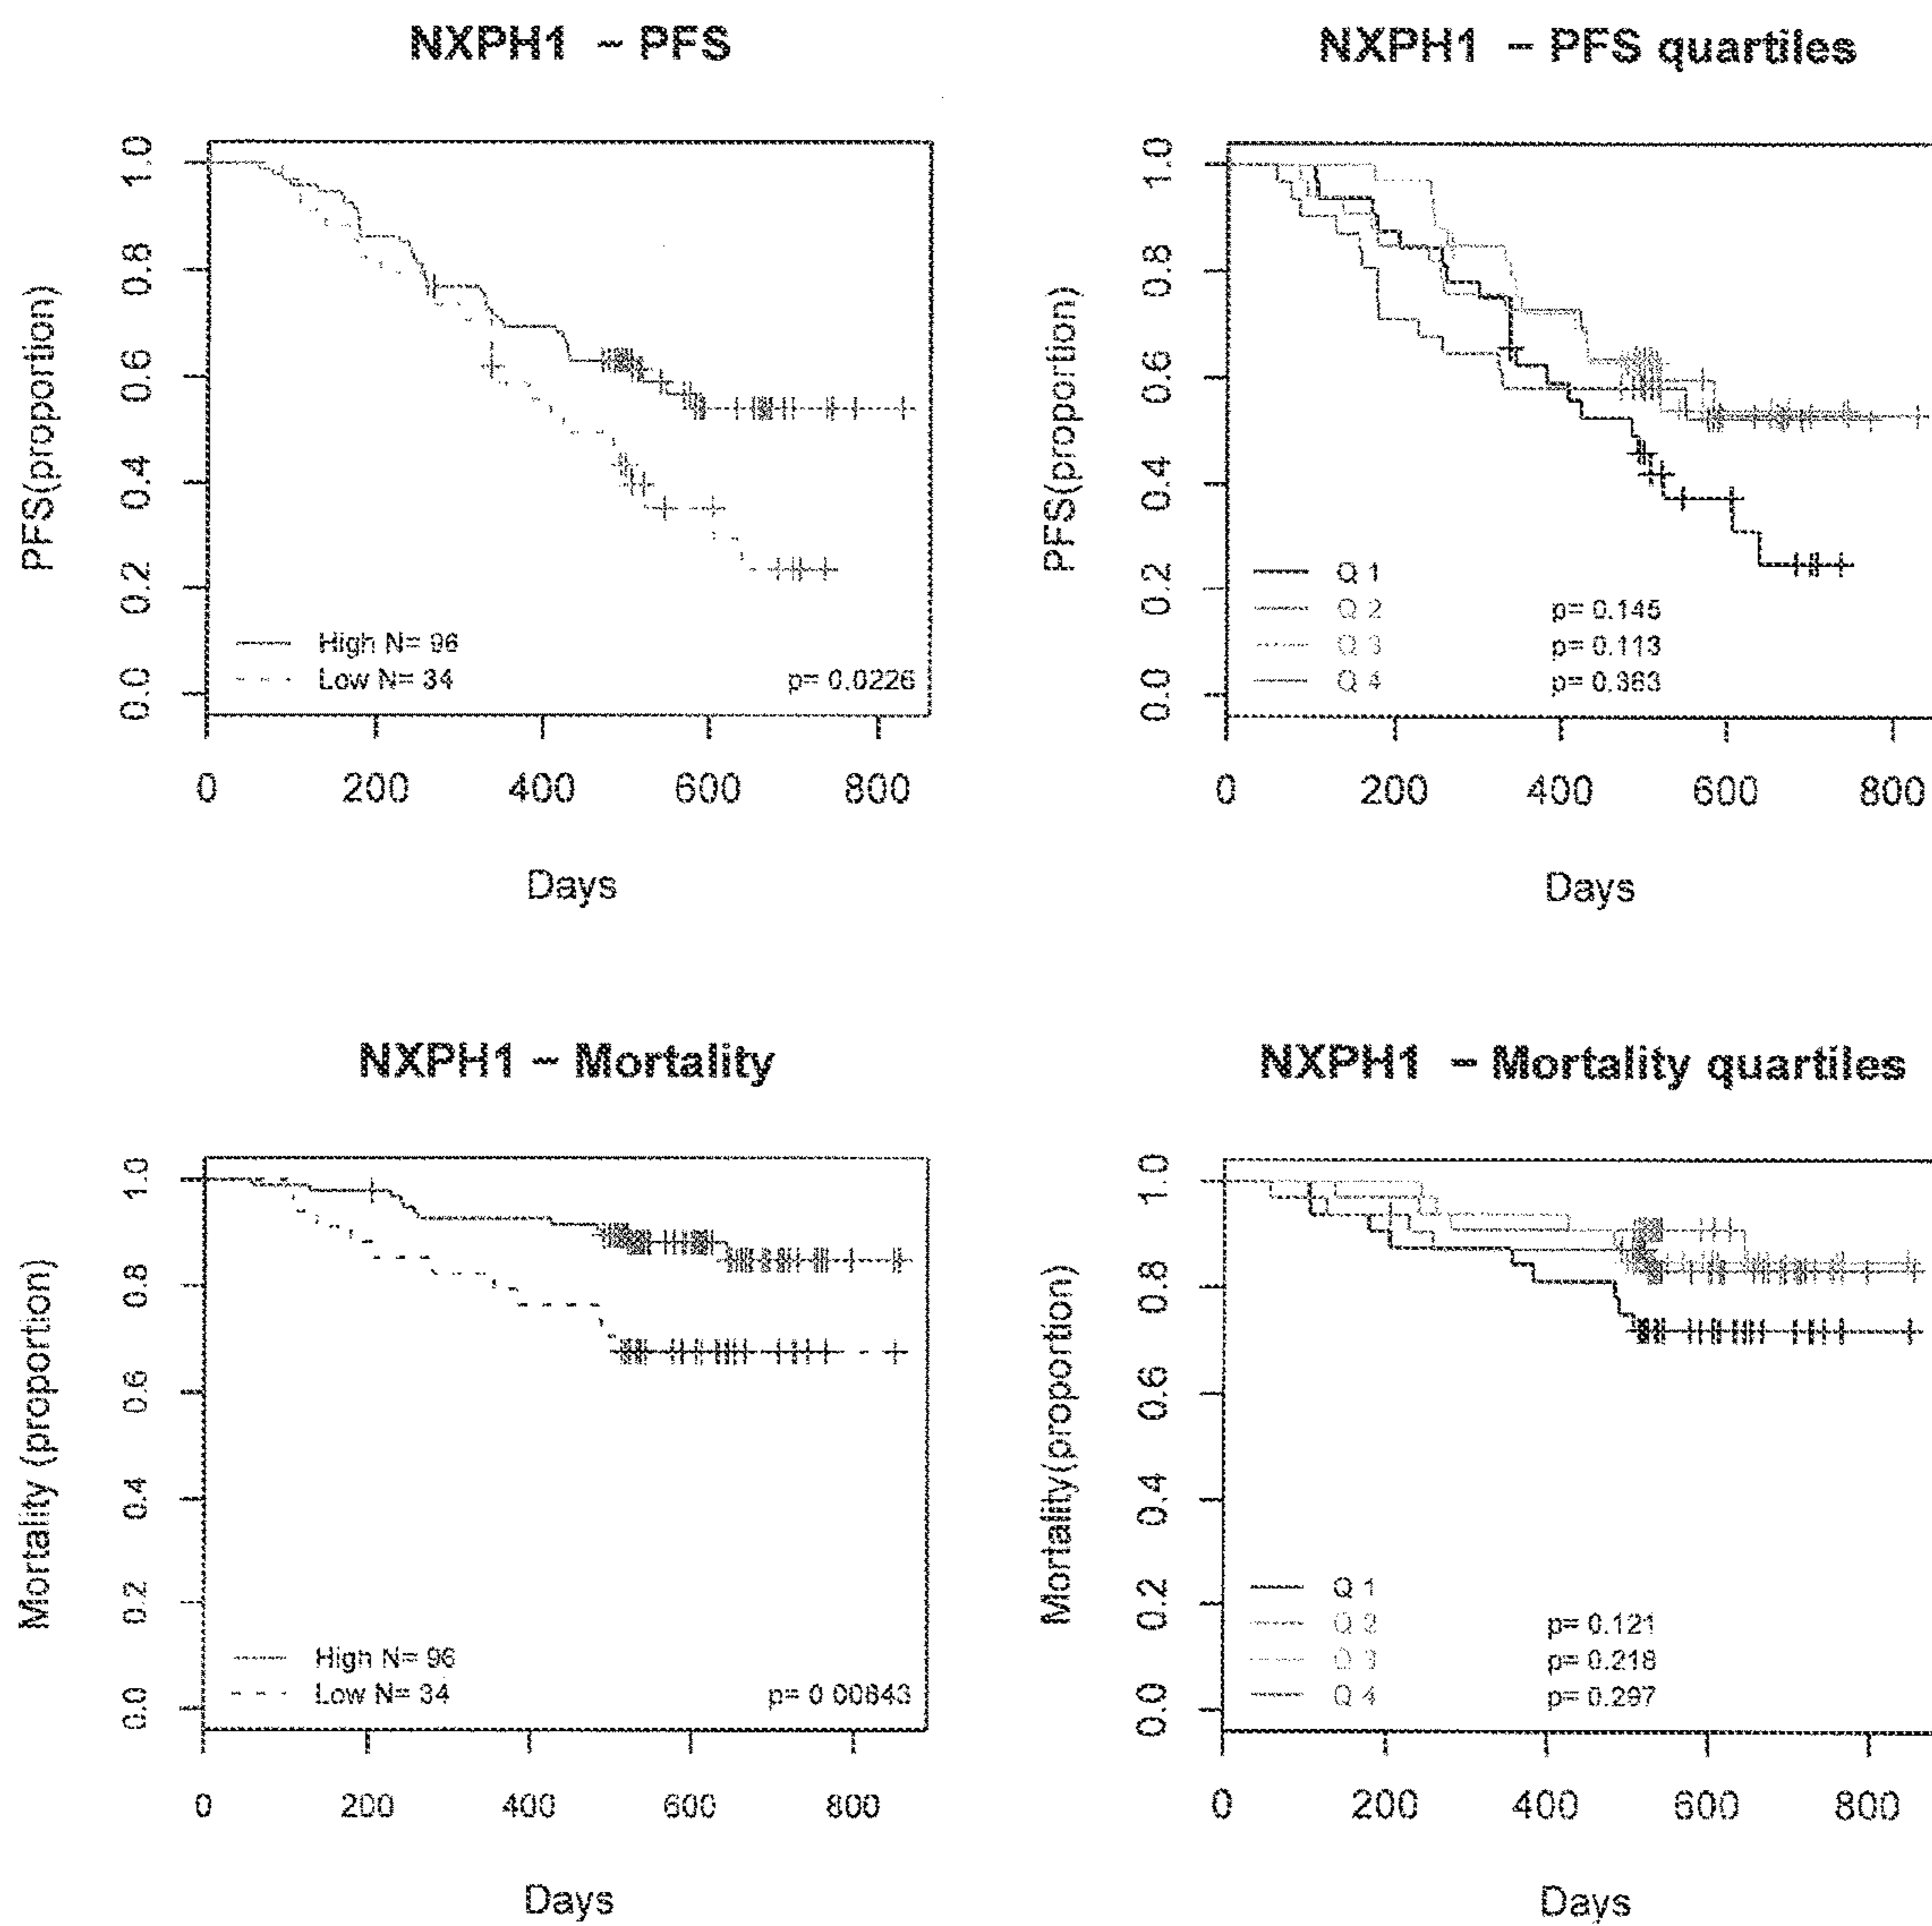 NXPH1 – PFS
PFS(proportion)
1.0
0.8
0.6
0.4
0.2
0.0
High N= 96
Low N= 34
p= 0.0226
0 200 400 600 800
Days
NXPH1 – PFS quartiles
PFS(proportion)
1.0
0.8
0.6
0.4
0.2
0.0
Q 1
Q 2 p= 0.145
Q 3 p= 0.113
Q 4 p= 0.363
0 200 400 600 800
Days
NXPH1 – Mortality
Mortality (proportion)
1.0
0.8
0.6
0.4
0.2
0.0
High N= 96
Low N= 34
p= 0.00843
0 200 400 600 800
Days
NXPH1 – Mortality quartiles
Mortality(proportion)
1.0
0.8
0.6
0.4
0.2
0.0
Q 1
Q 2 p= 0.121
Q 3 p= 0.218
Q 4 p= 0.297
0 200 400 600 800
Days